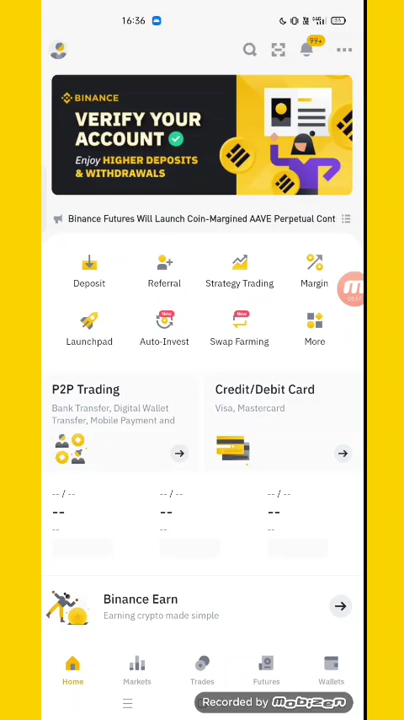 16:36
99+
BINANCE
VERIFY YOUR
ACCOUNT
Enjoy HIGHER DEPOSITS
& WITHDRAWALS
Binance Futures Will Launch Coin-Margined AAVE Perpetual Cont
Deposit
Referral
Strategy Trading
Margin
New
New
Launchpad
Auto-Invest
Swap Farming
More
P2P Trading
Bank Transfer, Digital Wallet
Transfer, Mobile Payment and
Credit/Debit Card
Visa, Mastercard
-- / --
-- / --
-- / --
--
--
--
--
--
--
Binance Earn
Earning crypto made simple
Home
Markets
Trades
Futures
Wallets
Recorded by Mobizen